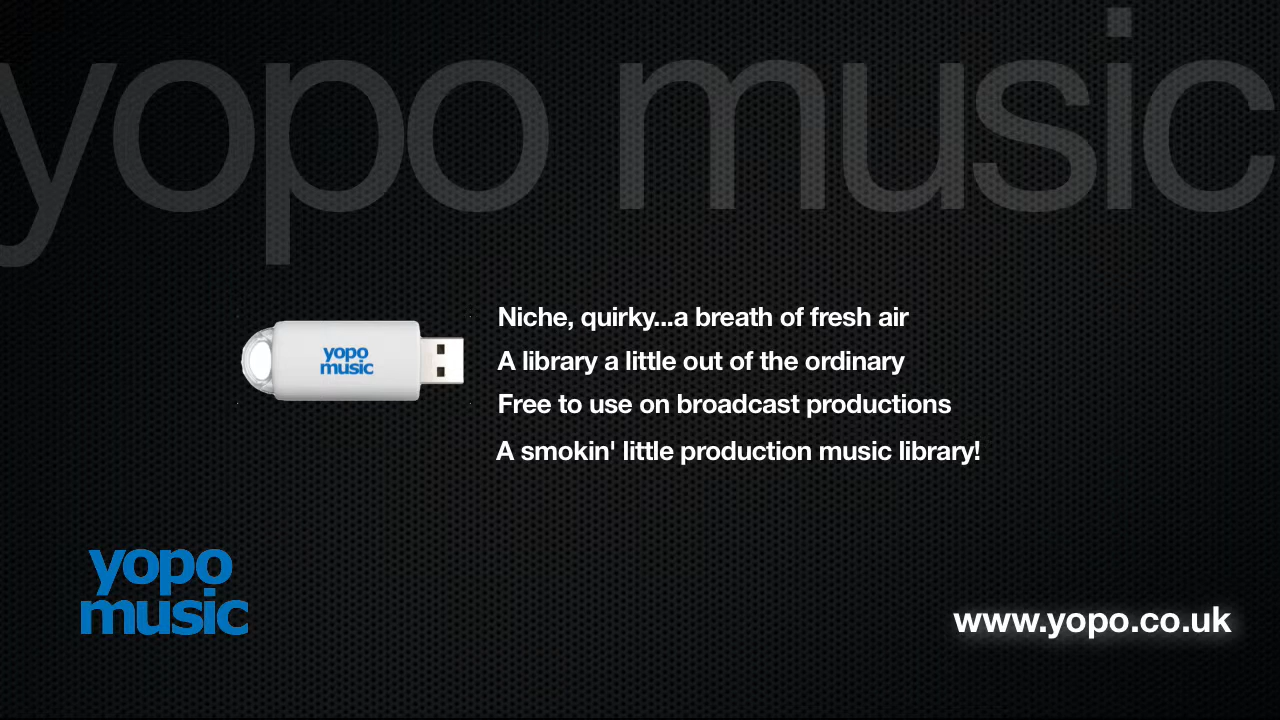 yopo music
Niche, quirky...a breath of fresh air
A library a little out of the ordinary
Free to use on broadcast productions
A smokin' little production music library!
yopo
music
yopo
music
www.yopo.co.uk